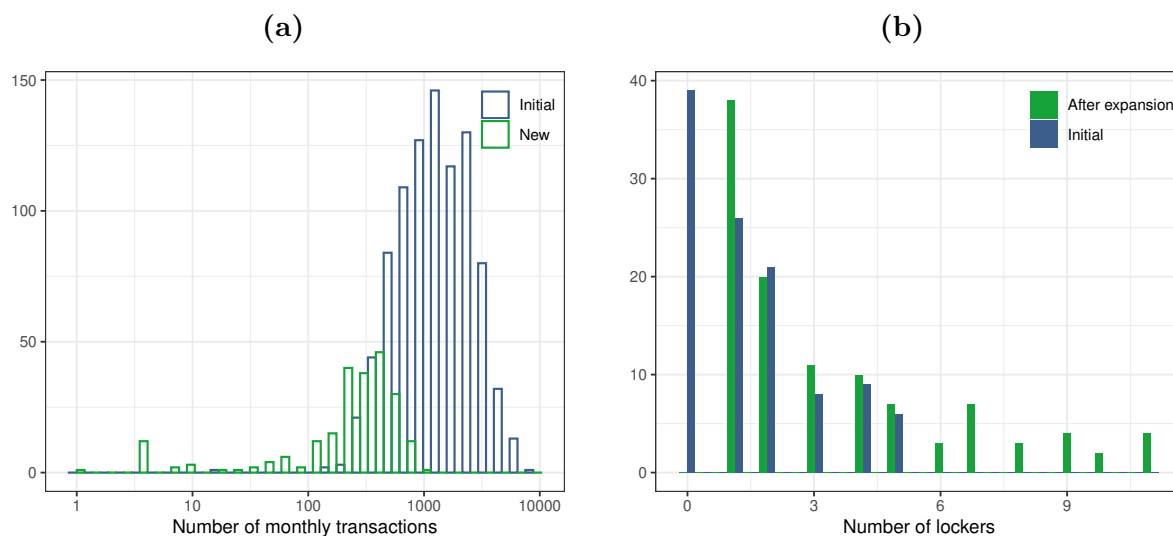 (a)
150
100
50
0
1
10
100
1000
10000
Number of monthly transactions
Initial
New
(b)
40
30
20
10
0
0
3
6
9
Number of lockers
After expansion
Initial